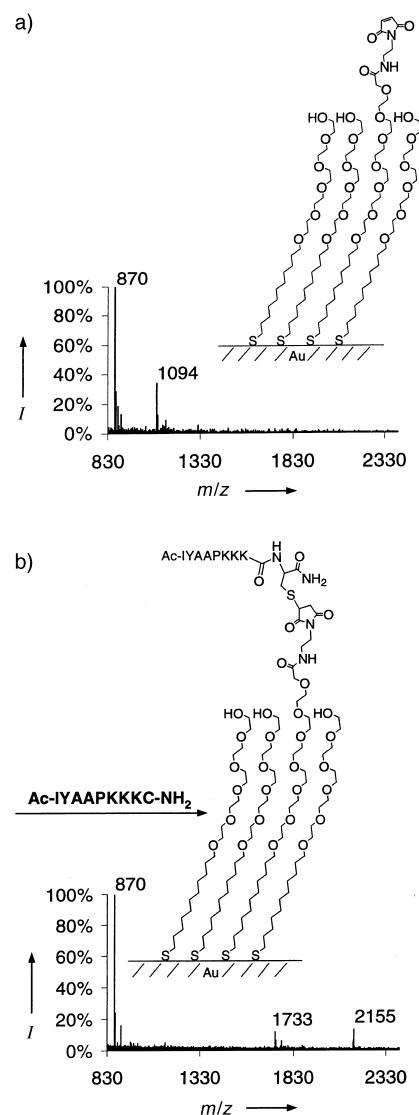 a)
O N O
NH
O
O
HO HO O HO
O O O O
O O O O
O O O O
O O O O
O O O O
S S S S
Au
100%
80%
60%
40%
20%
0%
I
870
1094
830 1330 1830 2330
m/z
b)
Ac-IYAAPKKK
H
N O
O NH₂
S
O N O
NH
O
O
HO HO O HO
O O O O
O O O O
O O O O
O O O O
O O O O
Ac-IYAAPKKKC-NH₂
S S S S
Au
100%
80%
60%
40%
20%
0%
I
870
1733
2155
830 1330 1830 2330
m/z